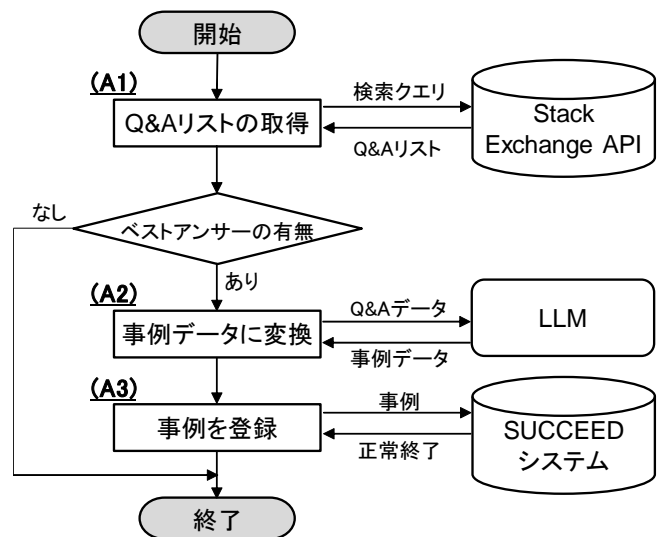 開始
(A1)
検索クエリ
Q&Aリストの取得
Q&Aリスト
Stack
Exchange API
なし
ベストアンサーの有無
あり
(A2)
Q&Aデータ
事例データに変換
事例データ
LLM
(A3)
事例
事例を登録
正常終了
SUCCEED
システム
終了